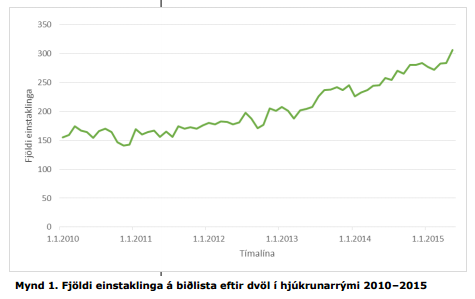 350
300
250
200
150
100
50
0
Fjöldi einstaklinga
1.1.2010 1.1.2011 1.1.2012 1.1.2013 1.1.2014 1.1.2015
Tímalína
Mynd 1. Fjöldi einstaklinga á biðlista eftir dvöl í hjúkrunarrými 2010–2015